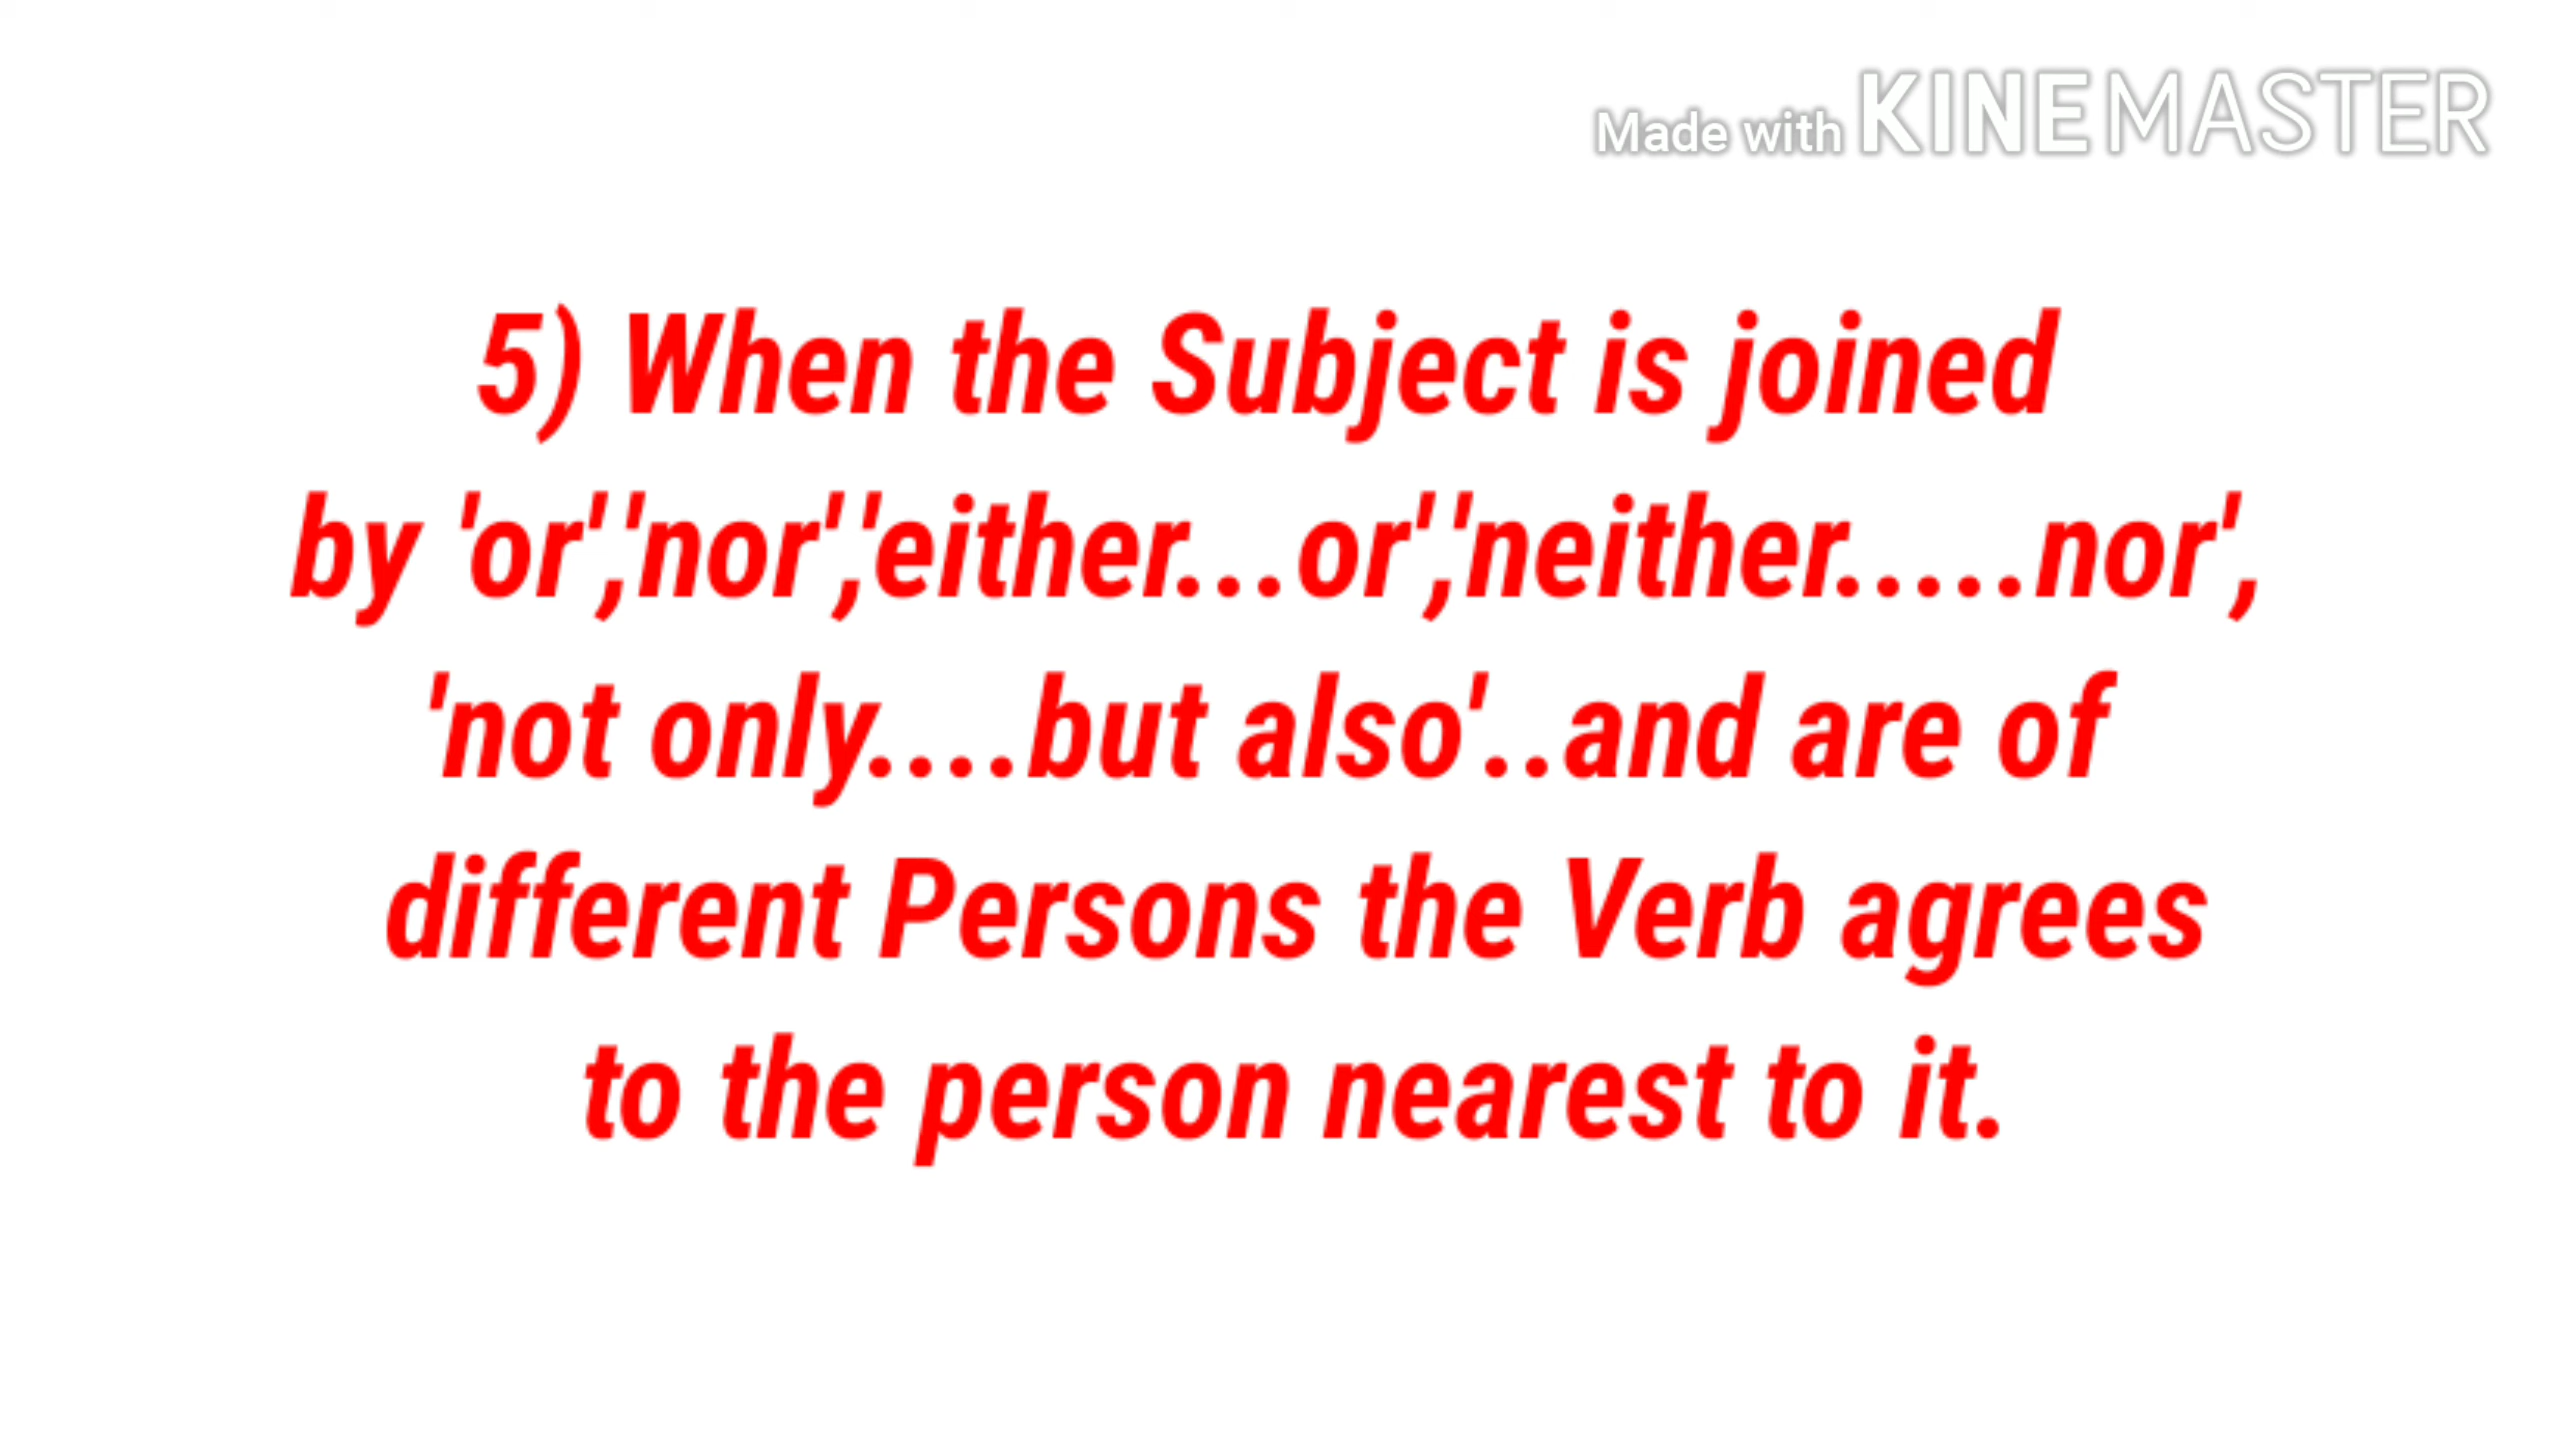 Made with KINEMASTER
5) When the Subject is joined
by 'or','nor','either...or','neither.....nor',
'not only....but also'..and are of
different Persons the Verb agrees
to the person nearest to it.